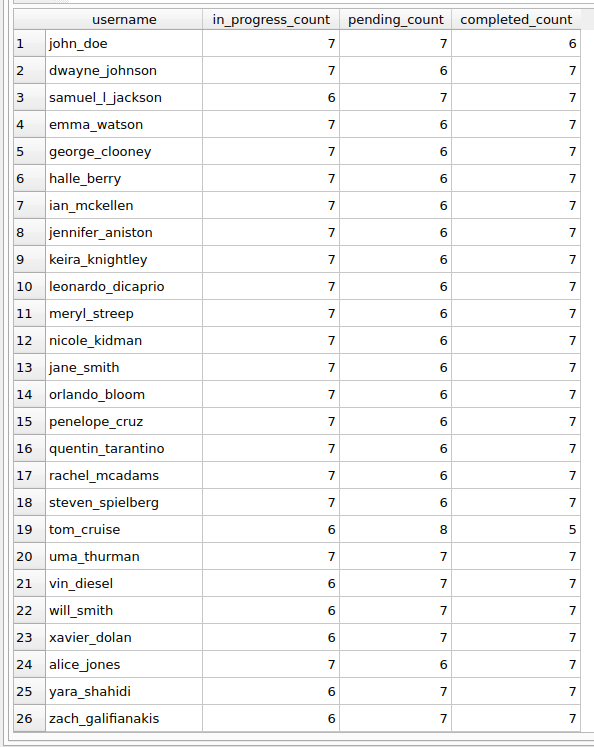 username in_progress_count pending_count completed_count
1 john_doe 7 7 6
2 dwayne_johnson 7 6 7
3 samuel_l_jackson 6 7 7
4 emma_watson 7 6 7
5 george_clooney 7 6 7
6 halle_berry 7 6 7
7 ian_mckellen 7 6 7
8 jennifer_aniston 7 6 7
9 keira_knightley 7 6 7
10 leonardo_dicaprio 7 6 7
11 meryl_streep 7 6 7
12 nicole_kidman 7 6 7
13 jane_smith 7 6 7
14 orlando_bloom 7 6 7
15 penelope_cruz 7 6 7
16 quentin_tarantino 7 6 7
17 rachel_mcadams 7 6 7
18 steven_spielberg 7 6 7
19 tom_cruise 6 8 5
20 uma_thurman 7 7 7
21 vin_diesel 6 7 7
22 will_smith 6 7 7
23 xavier_dolan 6 7 7
24 alice_jones 7 6 7
25 yara_shahidi 6 7 7
26 zach_galifianakis 6 7 7